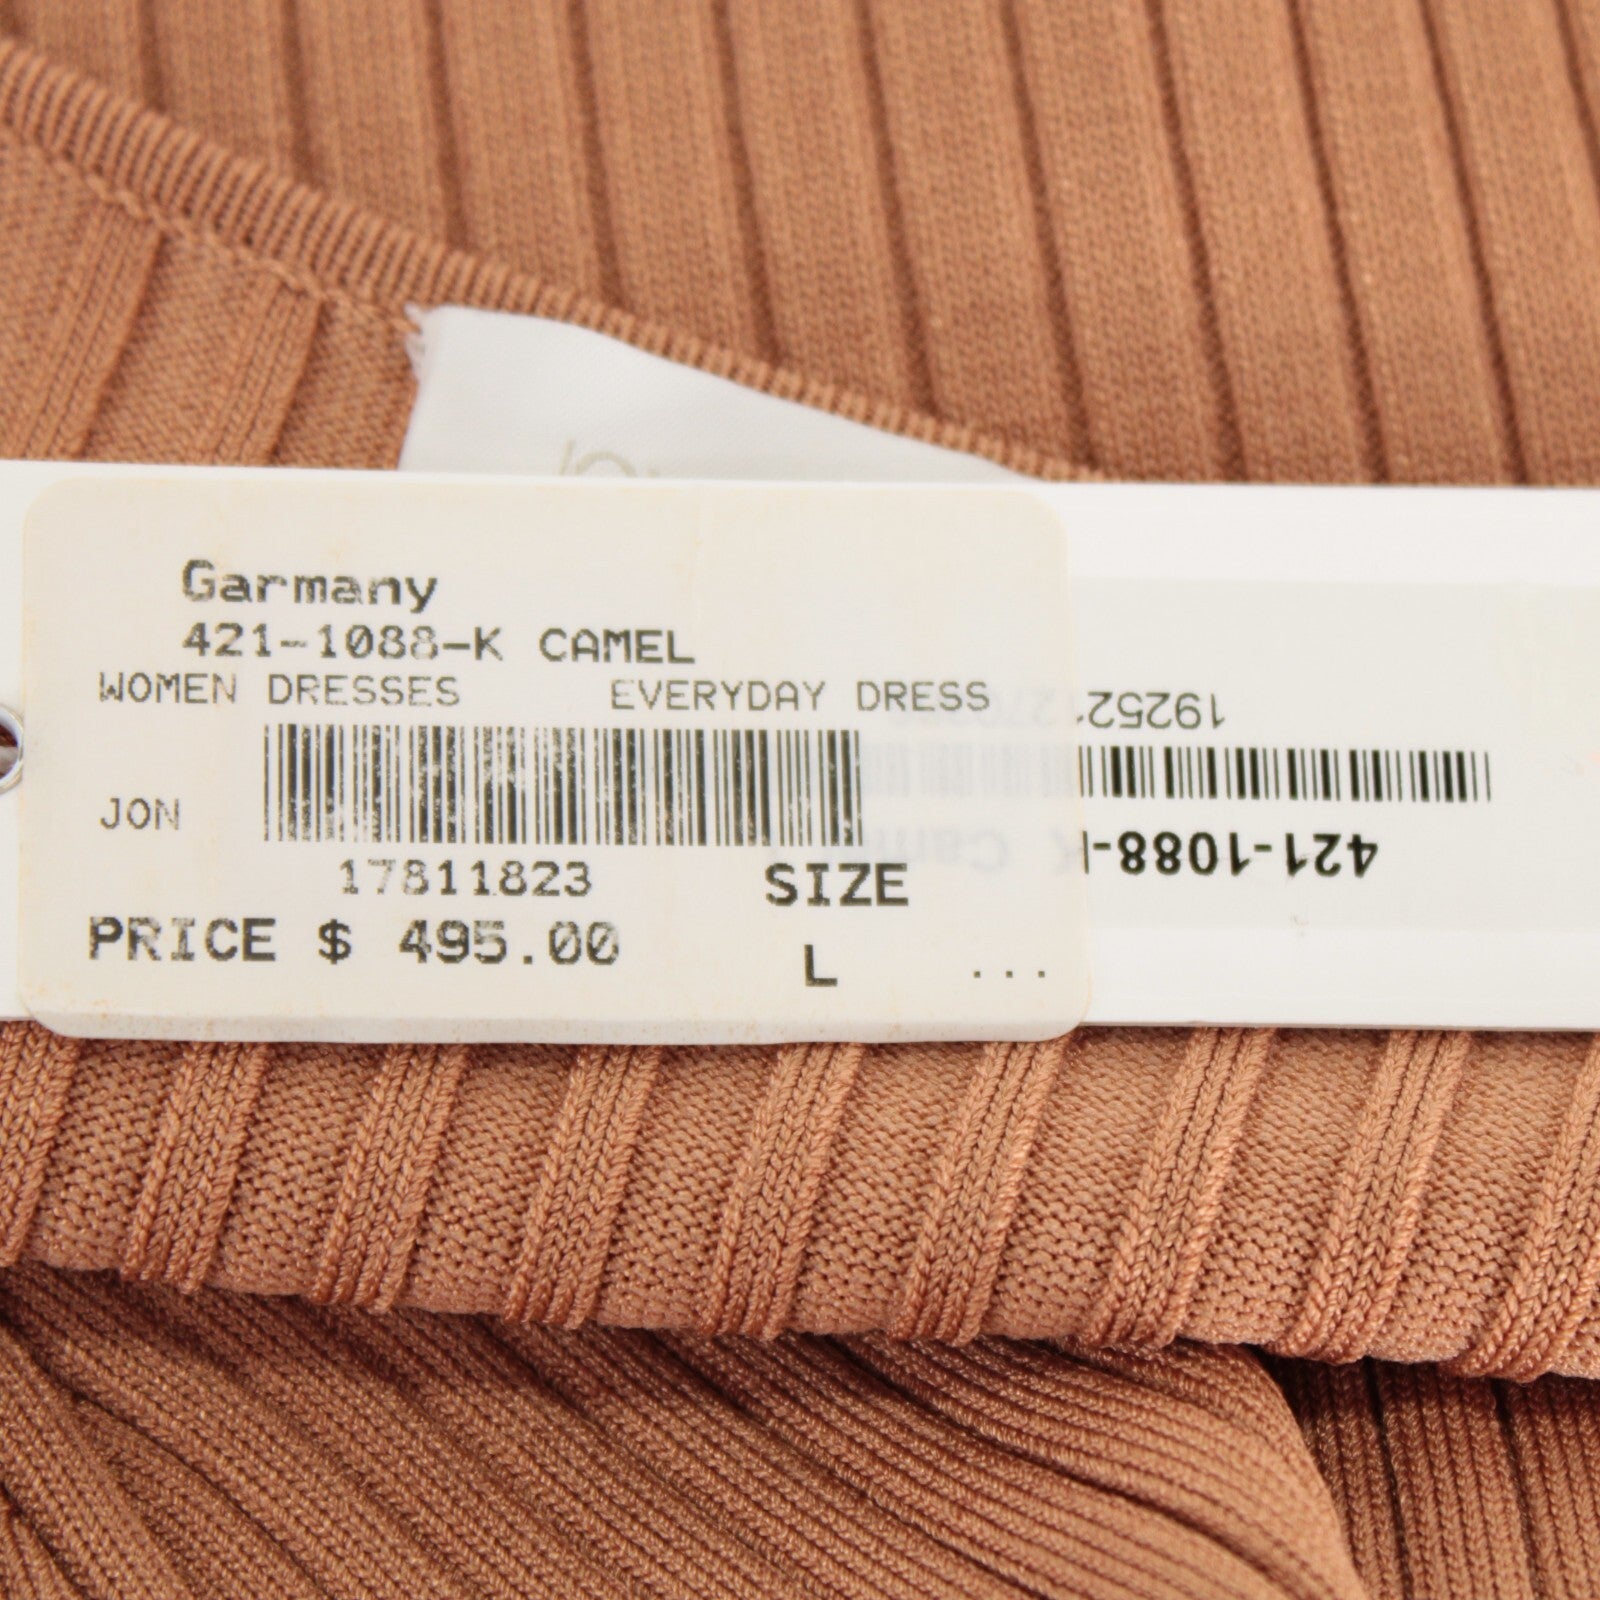 Garmany
421-1088-K CAMEL
WOMEN DRESSES EVERYDAY DRESS
JON
17811823
SIZE
PRICE $ 495.00
L ...
421-1088-